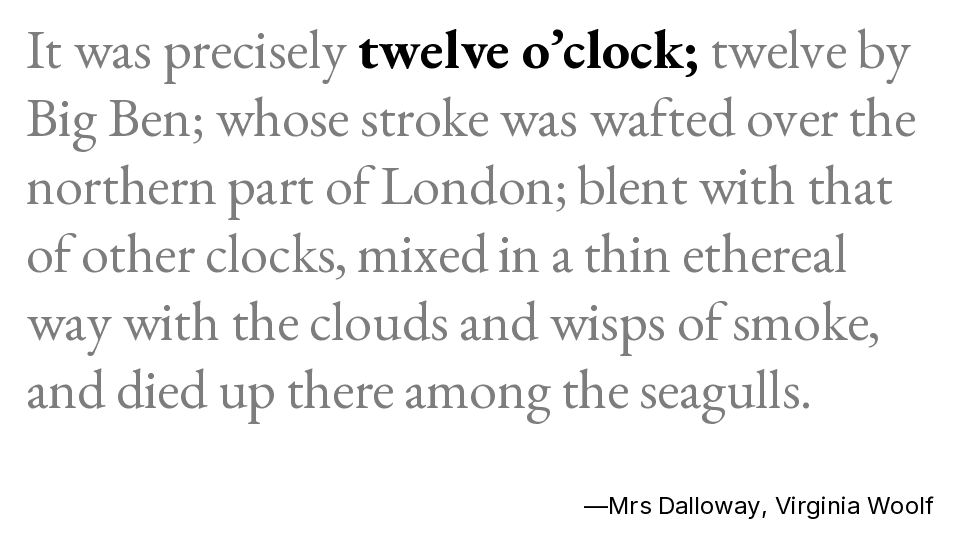 It was precisely twelve o’clock; twelve by
Big Ben; whose stroke was wafted over the
northern part of London; blent with that
of other clocks, mixed in a thin ethereal
way with the clouds and wisps of smoke,
and died up there among the seagulls.
—Mrs Dalloway, Virginia Woolf